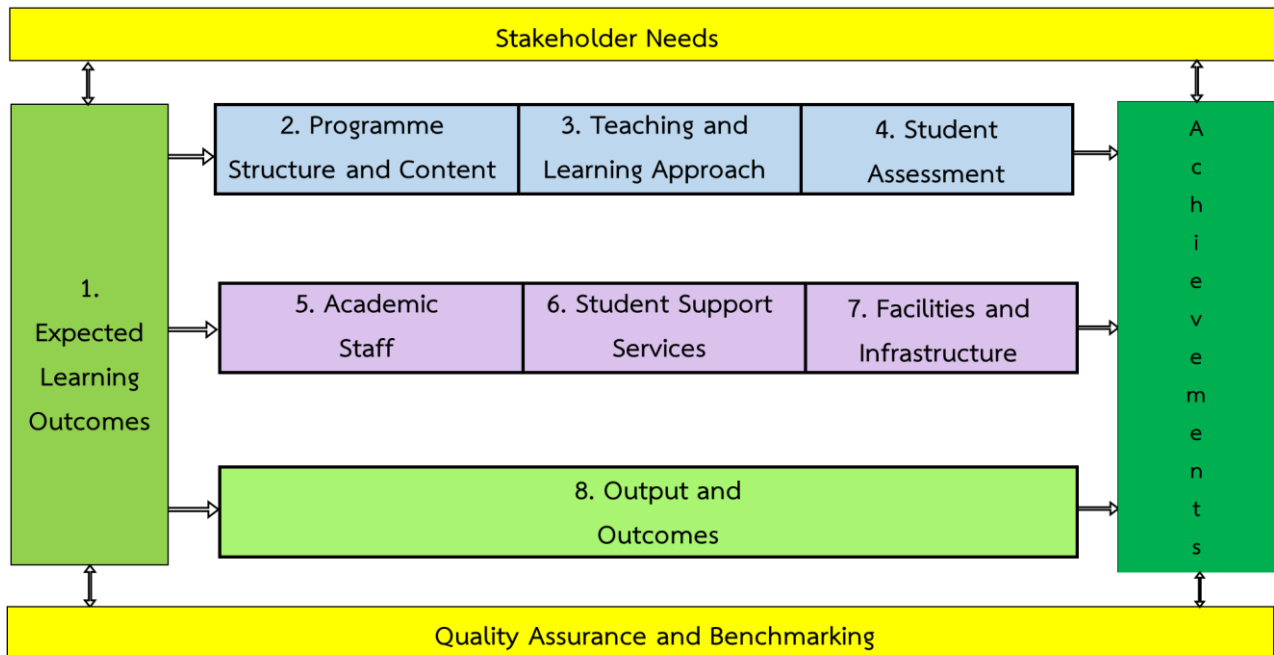 Stakeholder Needs
2. Programme
Structure and Content
3. Teaching and
Learning Approach
4. Student
Assessment
1.
Expected
Learning
Outcomes
5. Academic
Staff
6. Student Support
Services
7. Facilities and
Infrastructure
8. Output and
Outcomes
Achievements
Quality Assurance and Benchmarking